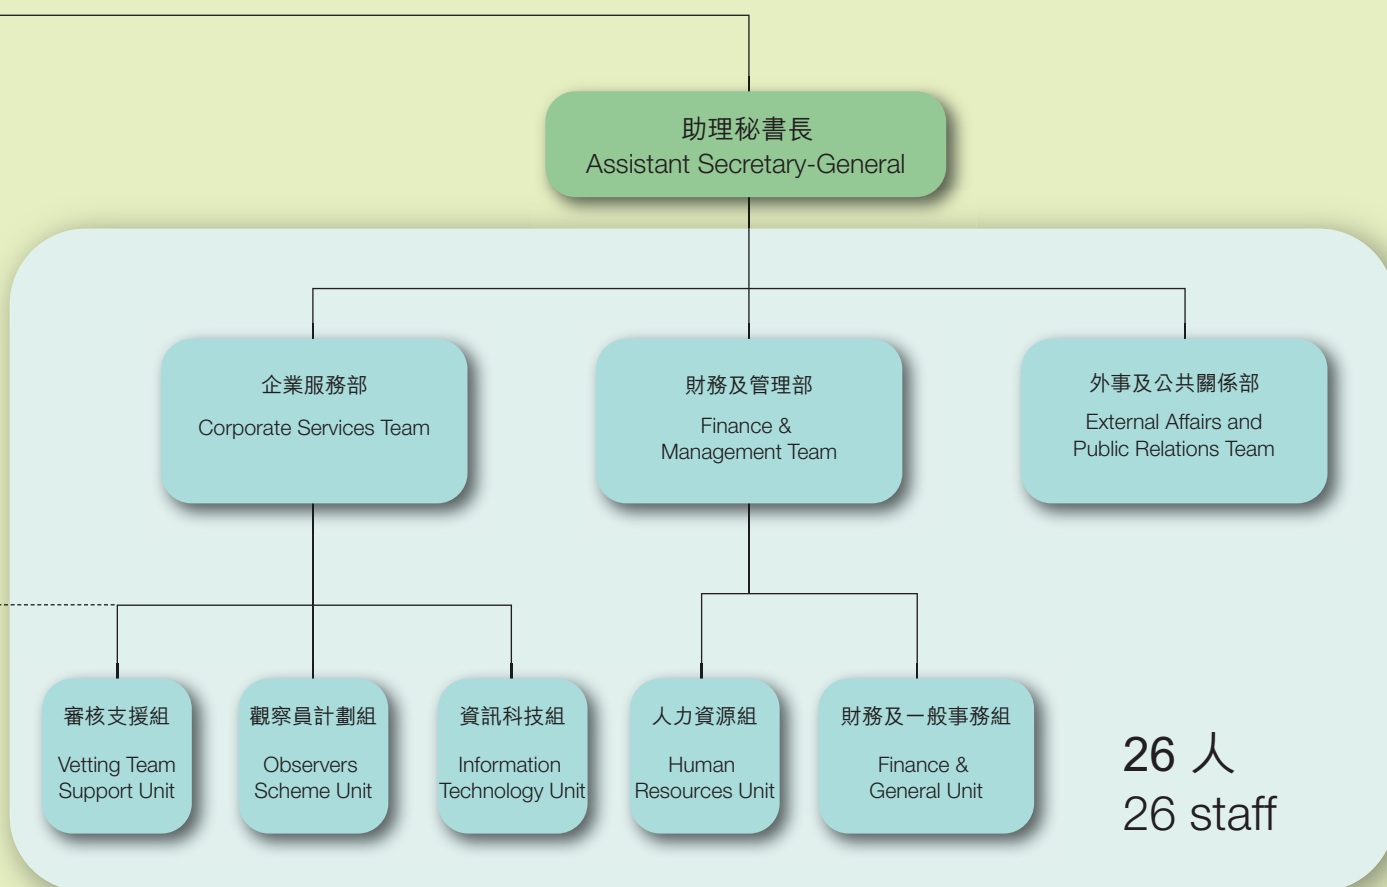 助理秘書長
Assistant Secretary-General
企業服務部
Corporate Services Team
財務及管理部
Finance &
Management Team
外事及公共關係部
External Affairs and
Public Relations Team
審核支援組
Vetting Team
Support Unit
觀察員計劃組
Observers
Scheme Unit
資訊科技組
Information
Technology Unit
人力資源組
Human
Resources Unit
財務及一般事務組
Finance &
General Unit
26 人
26 staff